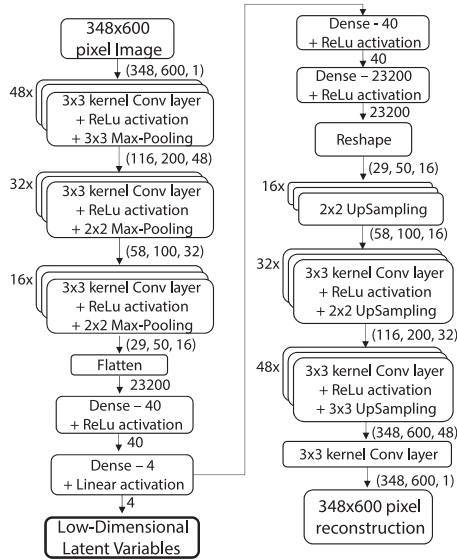 348x600
pixel Image
(348, 600, 1)
48x
3x3 kernel Conv layer
+ ReLu activation
+ 3x3 Max-Pooling
(116, 200, 48)
32x
3x3 kernel Conv layer
+ ReLu activation
+ 2x2 Max-Pooling
(58, 100, 32)
16x
3x3 kernel Conv layer
+ ReLu activation
+ 2x2 Max-Pooling
(29, 50, 16)
Flatten
23200
Dense – 40
+ ReLu activation
40
Dense – 4
+ Linear activation
4
Low-Dimensional
Latent Variables
Dense - 40
+ ReLu activation
40
Dense – 23200
+ ReLu activation
23200
Reshape
(29, 50, 16)
16x
2x2 UpSampling
(58, 100, 16)
32x
3x3 kernel Conv layer
+ ReLu activation
+ 2x2 UpSampling
(116, 200, 32)
48x
3x3 kernel Conv layer
+ ReLu activation
+ 3x3 UpSampling
(348, 600, 48)
3x3 kernel Conv layer
(348, 600, 1)
348x600 pixel
reconstruction